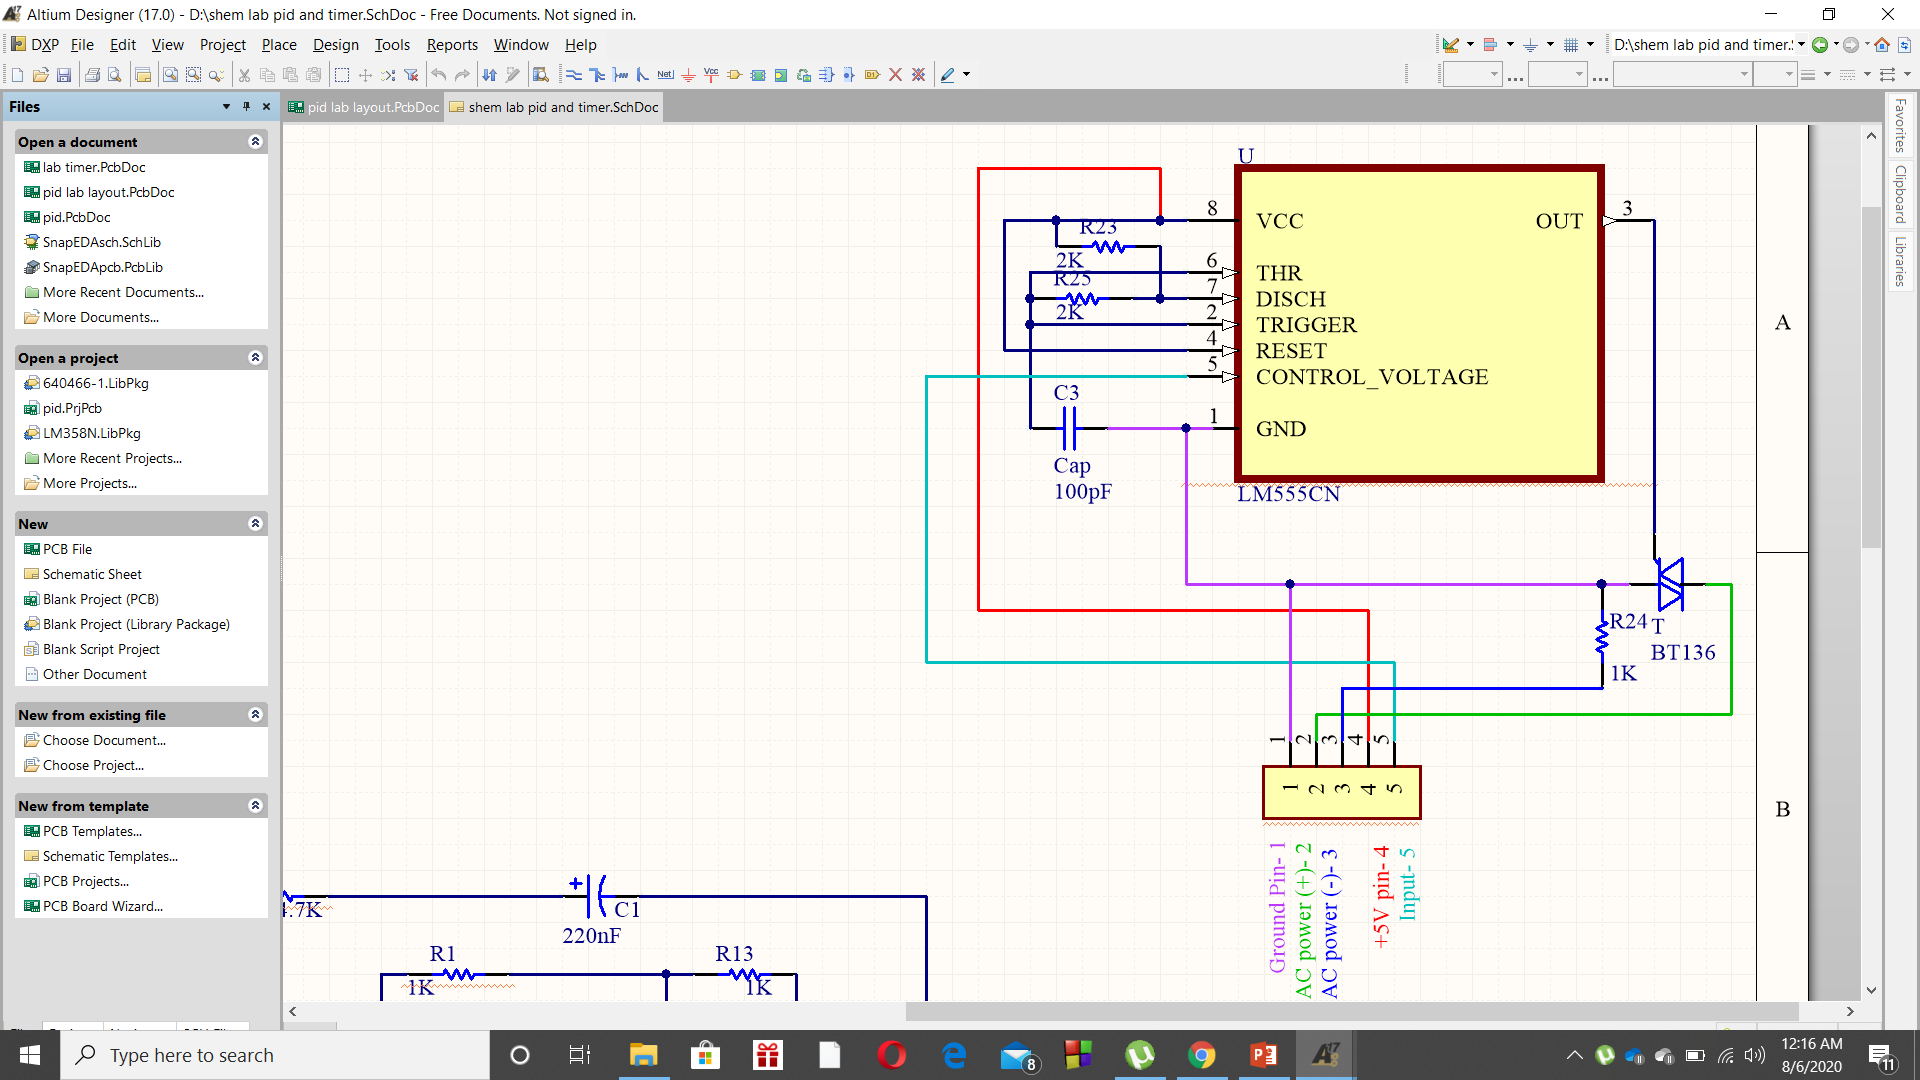 Altium Designer (17.0) - D:\shem lab pid and timer.SchDoc - Free Documents. Not signed in.
DXP File Edit View Project Place Design Tools Reports Window Help
D:\shem lab pid and timer.
Net
Vcc
Files
pid lab layout.PcbDoc
shem lab pid and timer.SchDoc
Open a document
lab timer.PcbDoc
pid lab layout.PcbDoc
pid.PcbDoc
SnapEDAsch.SchLib
SnapEDApcb.PcbLib
More Recent Documents...
More Documents...
Open a project
640466-1.LibPkg
pid.PrjPcb
LM358N.LibPkg
More Recent Projects...
More Projects...
New
PCB File
Schematic Sheet
Blank Project (PCB)
Blank Project (Library Package)
Blank Script Project
Other Document
New from existing file
Choose Document...
Choose Project...
New from template
PCB Templates...
Schematic Templates...
PCB Projects...
PCB Board Wizard...
Favorites
Clipboard
Libraries
U
8 VCC
OUT 3
R23
2K
6 THR
R25
7 DISCH
2K
2 TRIGGER
4 RESET
5 CONTROL_VOLTAGE
C3
1 GND
Cap
100pF
LM555CN
A
R24
T
BT136
1K
1 2 3 4 5
1 2 3 4 5
B
Ground Pin- 1
AC power (+)- 2
AC power (-)- 3
+5V pin- 4
Input- 5
.7K
C1
220nF
R1
1K
R13
1K
Type here to search
8
12:16 AM
8/6/2020
11